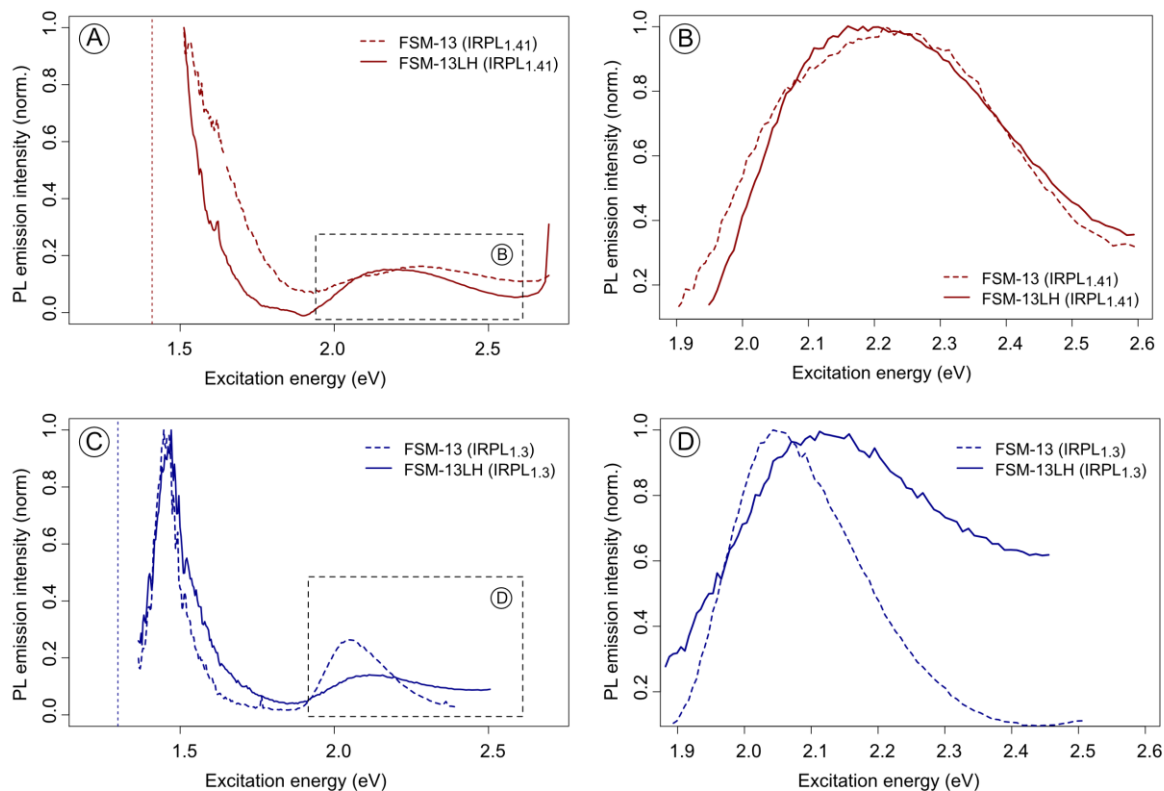 A
FSM-13 (IRPL1.41)
FSM-13LH (IRPL1.41)
B
PL emission intensity (norm.)
0.0 0.2 0.4 0.6 0.8 1.0
1.5 2.0 2.5
Excitation energy (eV)
B
FSM-13 (IRPL1.41)
FSM-13LH (IRPL1.41)
PL emission intensity (norm.)
0.2 0.4 0.6 0.8 1.0
1.9 2.0 2.1 2.2 2.3 2.4 2.5 2.6
Excitation energy (eV)
C
FSM-13 (IRPL1.3)
FSM-13LH (IRPL1.3)
D
PL emission intensity (norm)
0.0 0.2 0.4 0.6 0.8 1.0
1.5 2.0 2.5
Excitation energy (eV)
D
FSM-13 (IRPL1.3)
FSM-13LH (IRPL1.3)
PL emission intensity (norm.)
0.2 0.4 0.6 0.8 1.0
1.9 2.0 2.1 2.2 2.3 2.4 2.5 2.6
Excitation energy (eV)